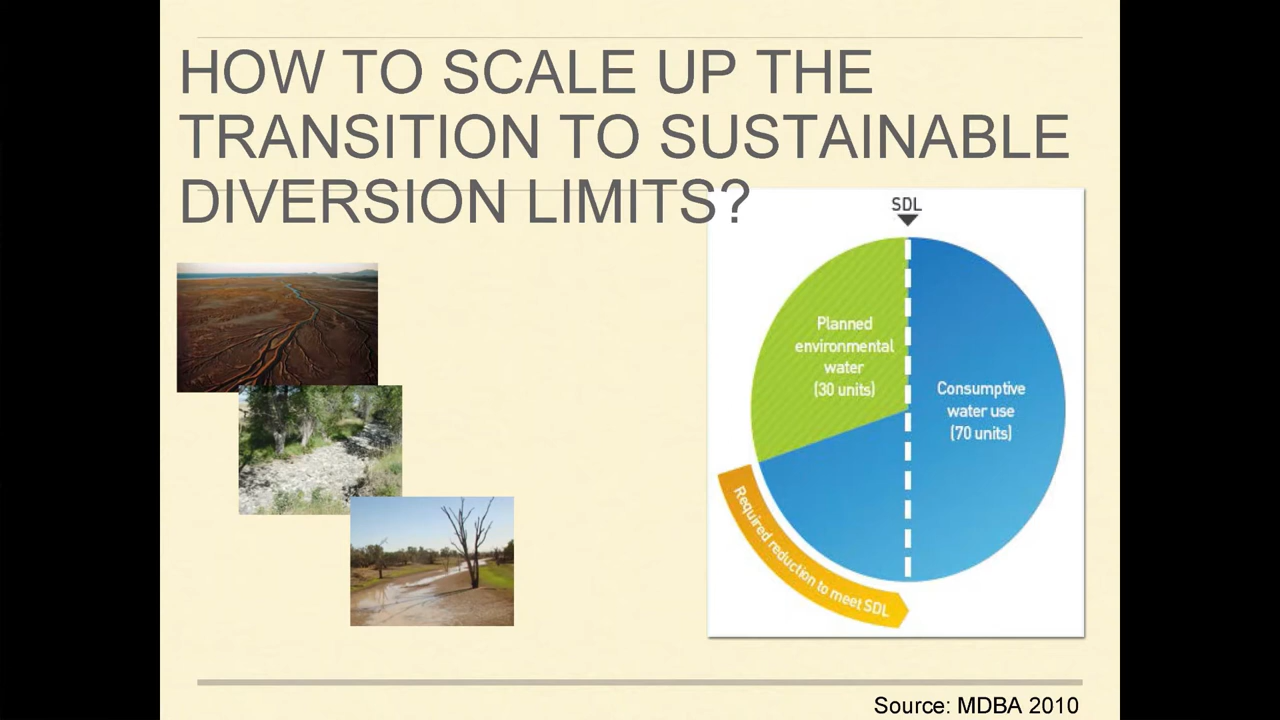 HOW TO SCALE UP THE
TRANSITION TO SUSTAINABLE
DIVERSION LIMITS?
SDL
Planned
environmental
water
(30 units)
Consumptive
water use
(70 units)
Required reduction to meet SDL
Source: MDBA 2010